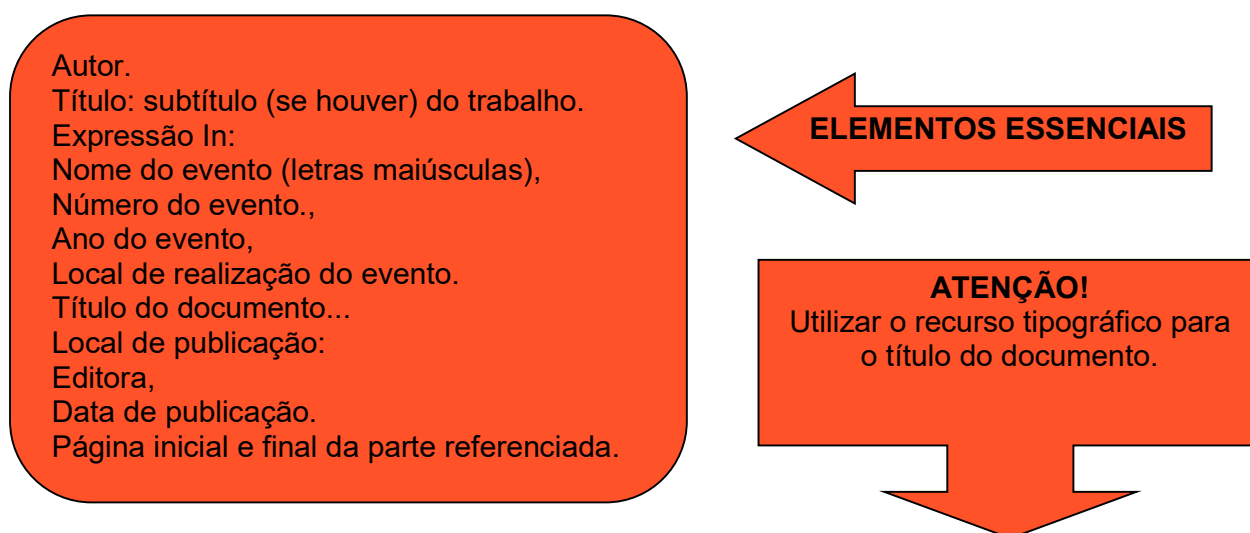 Autor.
Título: subtítulo (se houver) do trabalho.
Expressão In:
Nome do evento (letras maiúsculas),
Número do evento.,
Ano do evento,
Local de realização do evento.
Título do documento...
Local de publicação:
Editora,
Data de publicação.
Página inicial e final da parte referenciada.
ELEMENTOS ESSENCIAIS
ATENÇÃO!
Utilizar o recurso tipográfico para
o título do documento.